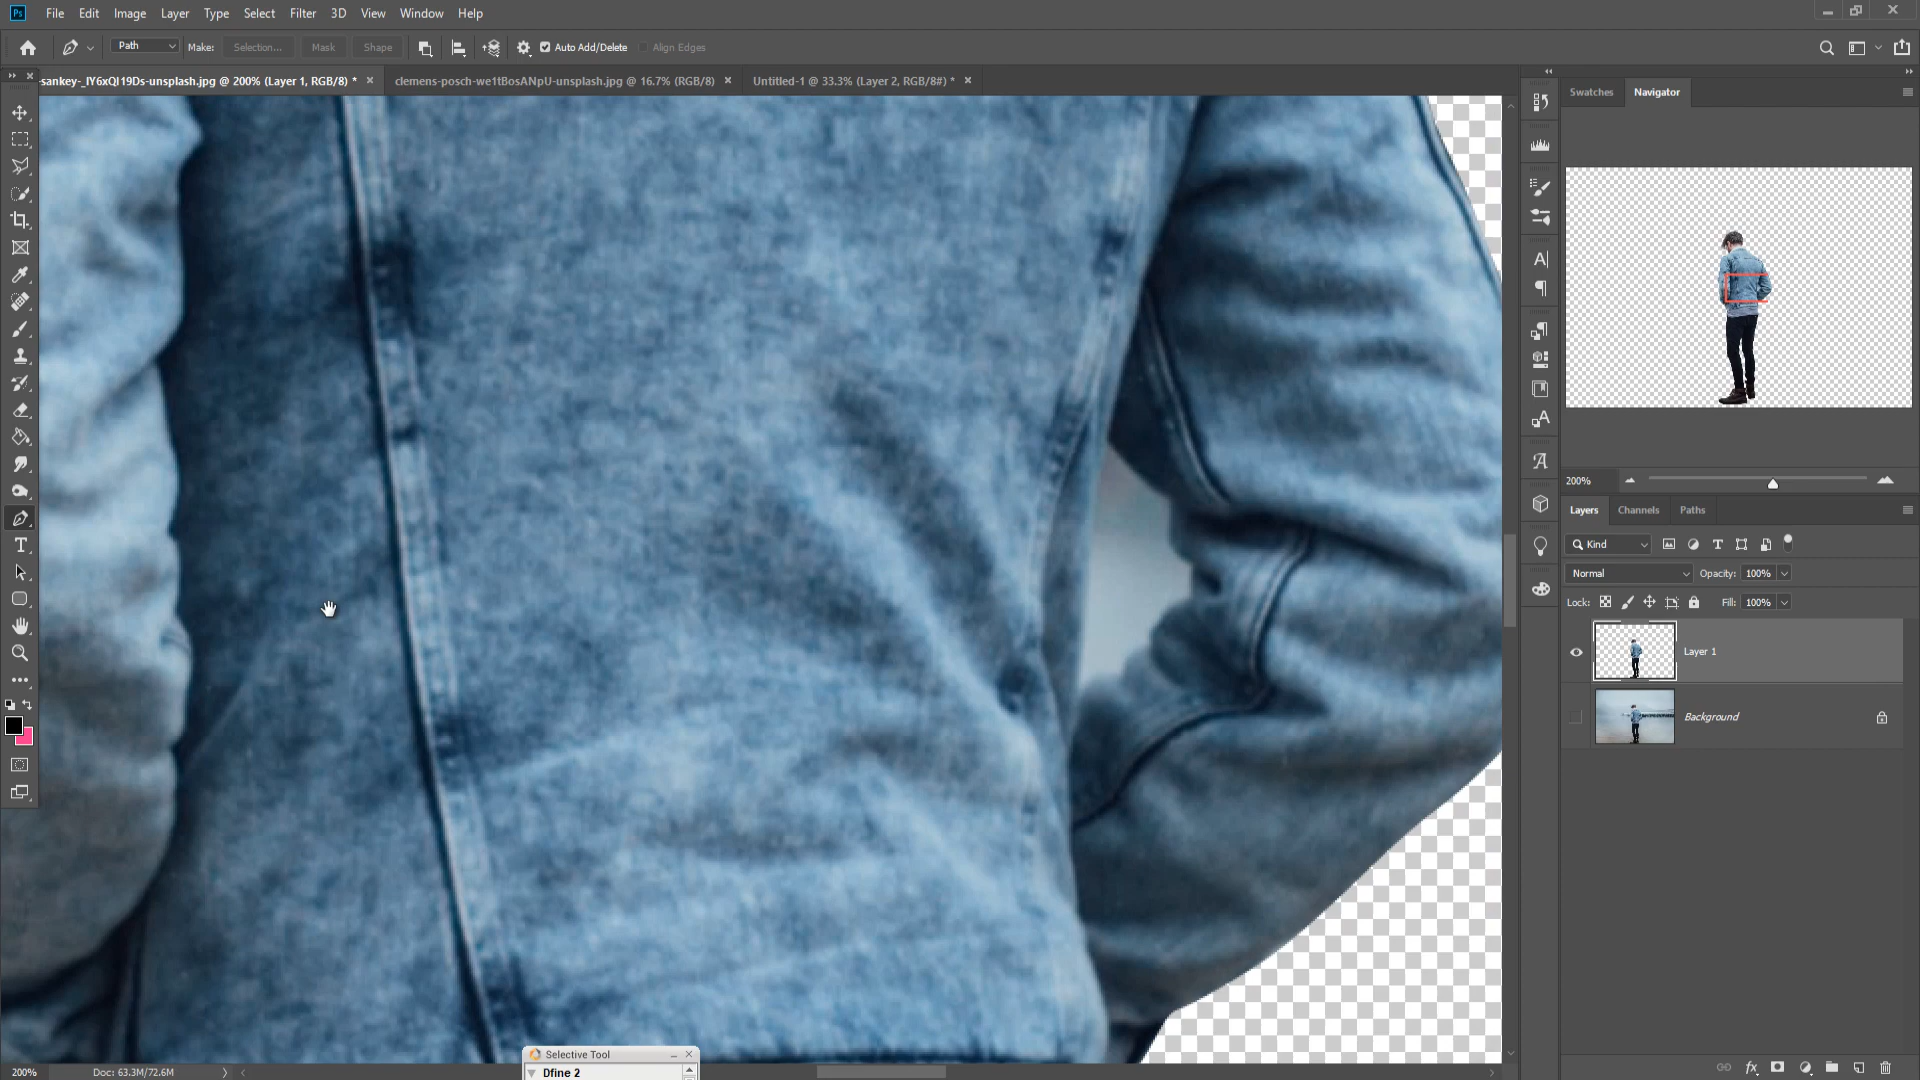 Ps File Edit Image Layer Type Select Filter 3D View Window Help
Path Make: Selection... Mask Shape Auto Add/Delete Align Edges
sankey-_IY6xQJ19Ds-unsplash.jpg @ 200% (Layer 1, RGB/8) * clemens-posch-we1tBosANpU-unsplash.jpg @ 16.7% (RGB/8) Untitled-1 @ 33.3% (Layer 2, RGB/8#) *
Swatches Navigator
200%
Layers Channels Paths
Kind
Normal Opacity: 100%
Lock: Fill: 100%
Layer 1
Background
Selective Tool
Dfine 2
200% Doc: 63.3M/72.6M